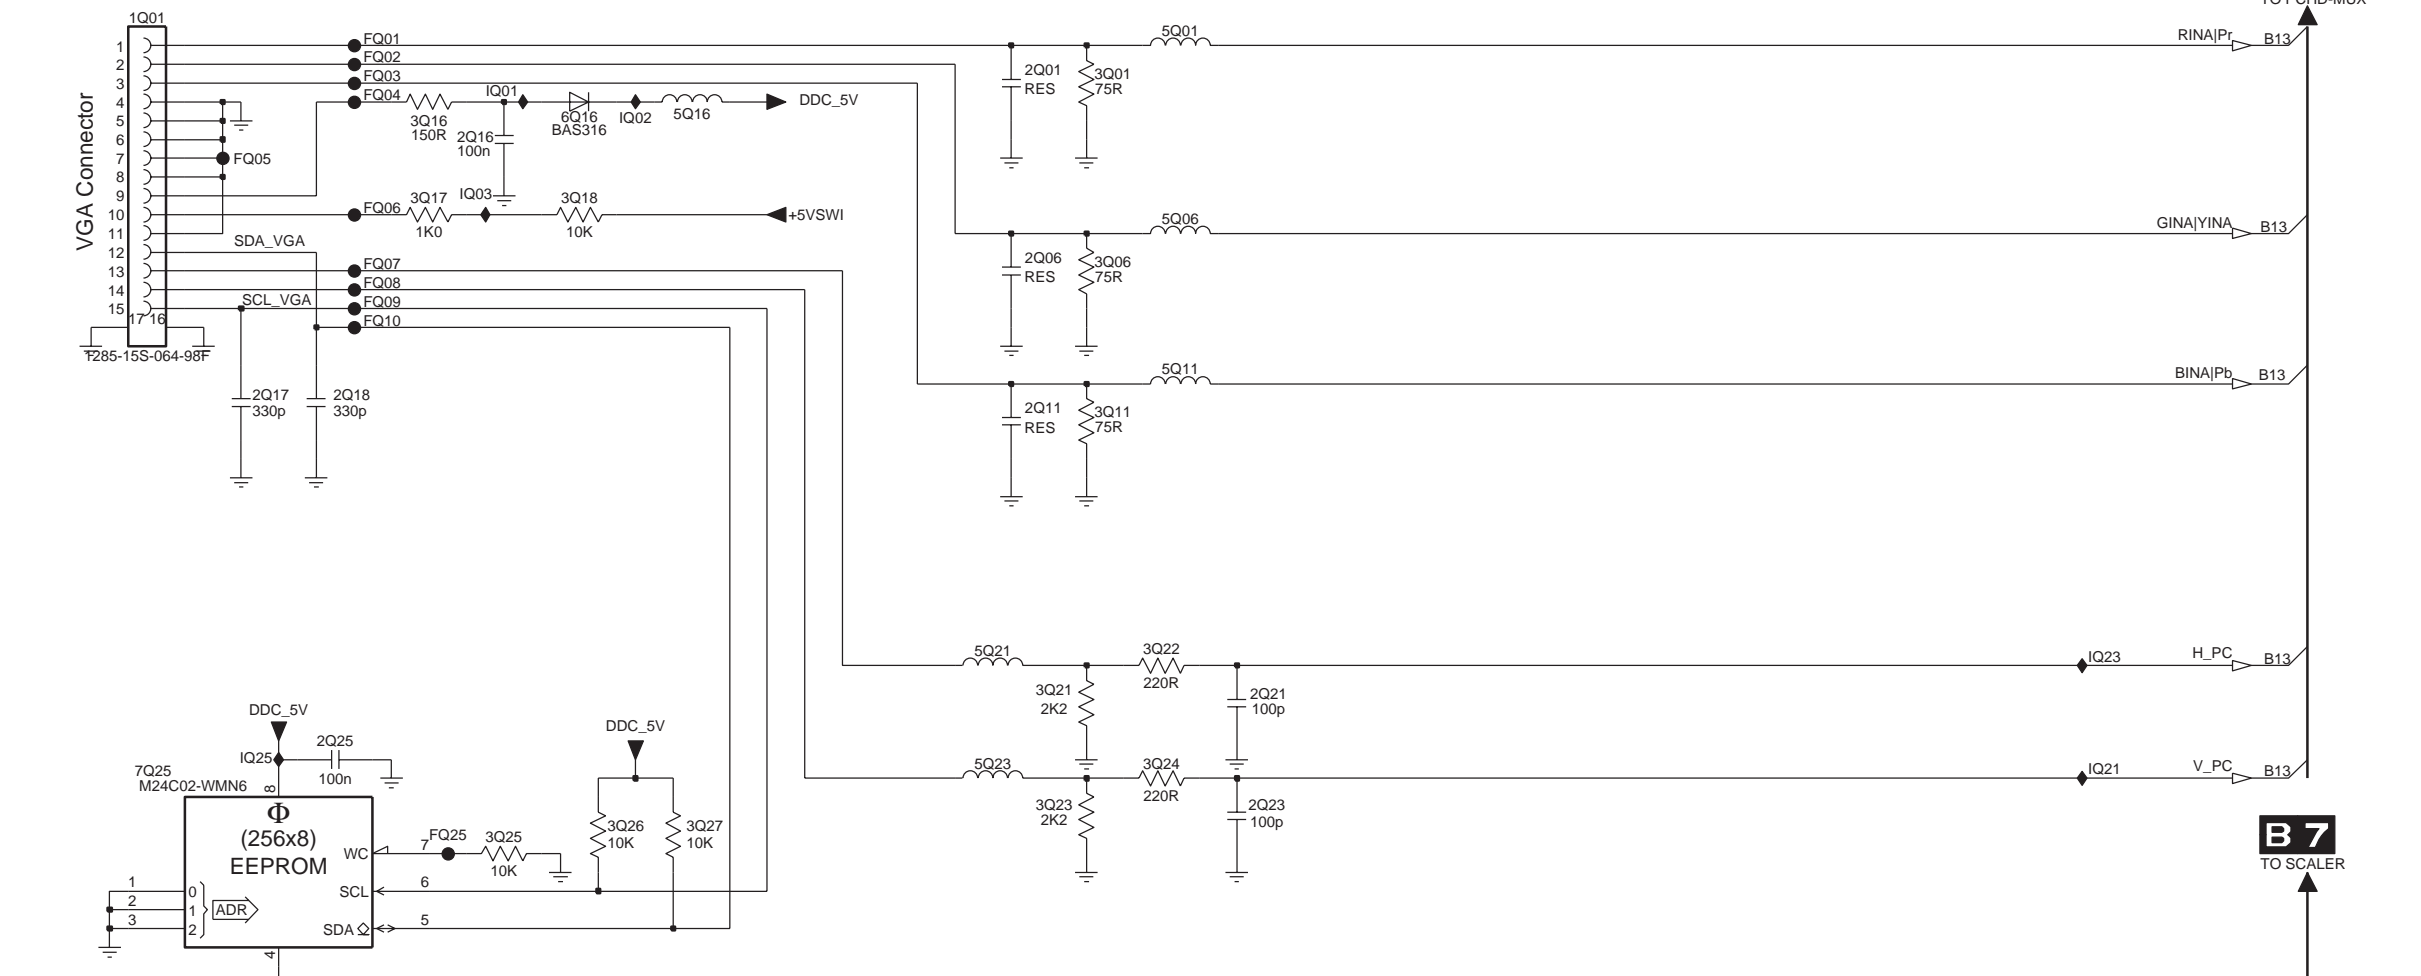 TO FCHD-MUX
1Q01
VGA Connector
1
2
3
4
5
6
7
8
9
10
11
12
13
14
15
17 16
1285-15S-064-98F
FQ01
FQ02
FQ03
FQ04
FQ05
FQ06
FQ07
FQ08
FQ09
FQ10
SDA_VGA
SCL_VGA
3Q16
150R
IQ01
2Q16
100n
6Q16
BAS316
IQ02
5Q16
DDC_5V
3Q17
1K0
IQ03
3Q18
10K
+5VSWI
2Q17
330p
2Q18
330p
2Q01
RES
3Q01
75R
5Q01
RINA|Pr
B13
2Q06
RES
3Q06
75R
5Q06
GINA|YINA
B13
2Q11
RES
3Q11
75R
5Q11
BINA|Pb
B13
5Q21
3Q21
2K2
3Q22
220R
2Q21
100p
IQ23
H_PC
B13
5Q23
3Q23
2K2
3Q24
220R
2Q23
100p
IQ21
V_PC
B13
B 7
TO SCALER
DDC_5V
IQ25
2Q25
100n
7Q25
M24C02-WMN6
8
Φ
(256x8)
EEPROM
WC
7
FQ25
3Q25
10K
DDC_5V
3Q26
10K
3Q27
10K
SCL
6
SDA
5
1
2
3
0
1
2
ADR
4